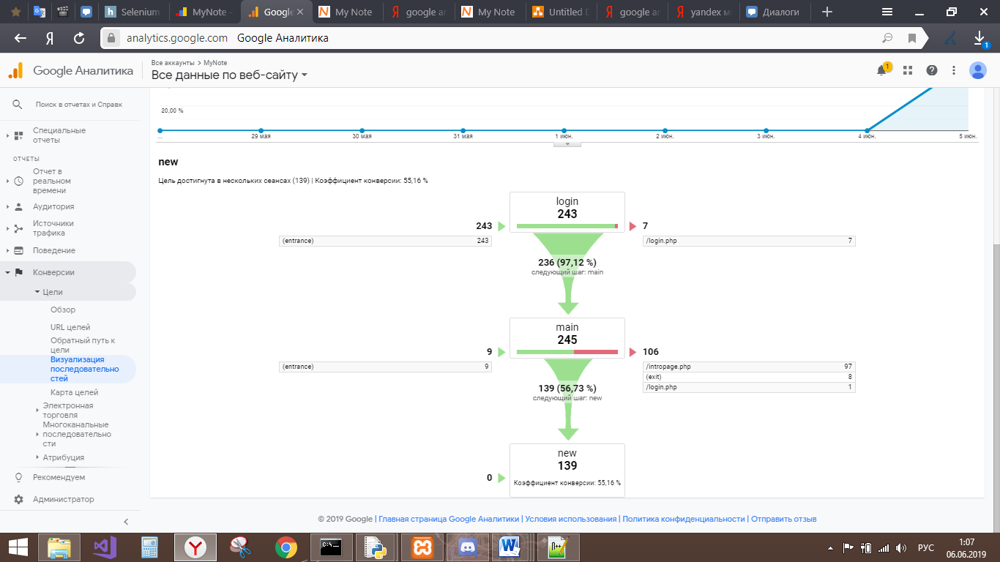 Selenium
MyNote –
Google
My Note
google ar
My Note
Untitled D
google ar
yandex м
Диалоги
analytics.google.com Google Аналитика
1
Google Аналитика
Все аккаунты > MyNote
Все данные по веб-сайту
1
Поиск в отчетах и Справк
Специальные
отчеты
ОТЧЕТЫ
Отчет в
реальном
времени
Аудитория
Источники
трафика
Поведение
Конверсии
Цели
Обзор
URL целей
Обратный путь к
цели
Визуализация
последовательно
стей
Карта целей
Электронная
торговля
Многоканальные
последовательно
сти
Атрибуция
Рекомендуем
Администратор
20,00 %
...
29 мая
30 мая
31 мая
1 июн.
2 июн.
3 июн.
4 июн.
5 июн.
new
Цель достигнута в нескольких сеансах (139) | Коэффициент конверсии: 55,16 %
login
243
243
7
(entrance) 243
/login.php 7
236 (97,12 %)
следующий шаг: main
main
245
9
106
(entrance) 9
/intropage.php 97
(exit) 8
/login.php 1
139 (56,73 %)
следующий шаг: new
new
139
0
Коэффициент конверсии: 55,16 %
© 2019 Google | Главная страница Google Аналитики | Условия использования | Политика конфиденциальности | Отправить отзыв
C:\_
W
РУС
1:07
06.06.2019